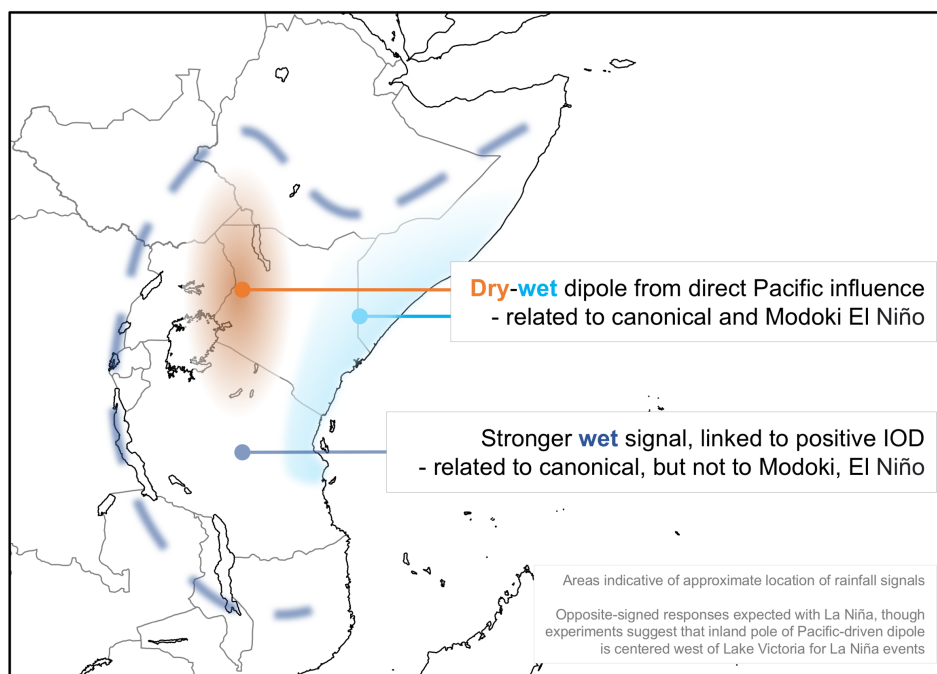 Dry-wet dipole from direct Pacific influence
- related to canonical and Modoki El Niño
Stronger wet signal, linked to positive IOD
- related to canonical, but not to Modoki, El Niño
Areas indicative of approximate location of rainfall signals
Opposite-signed responses expected with La Niña, though
experiments suggest that inland pole of Pacific-driven dipole
is centered west of Lake Victoria for La Niña events